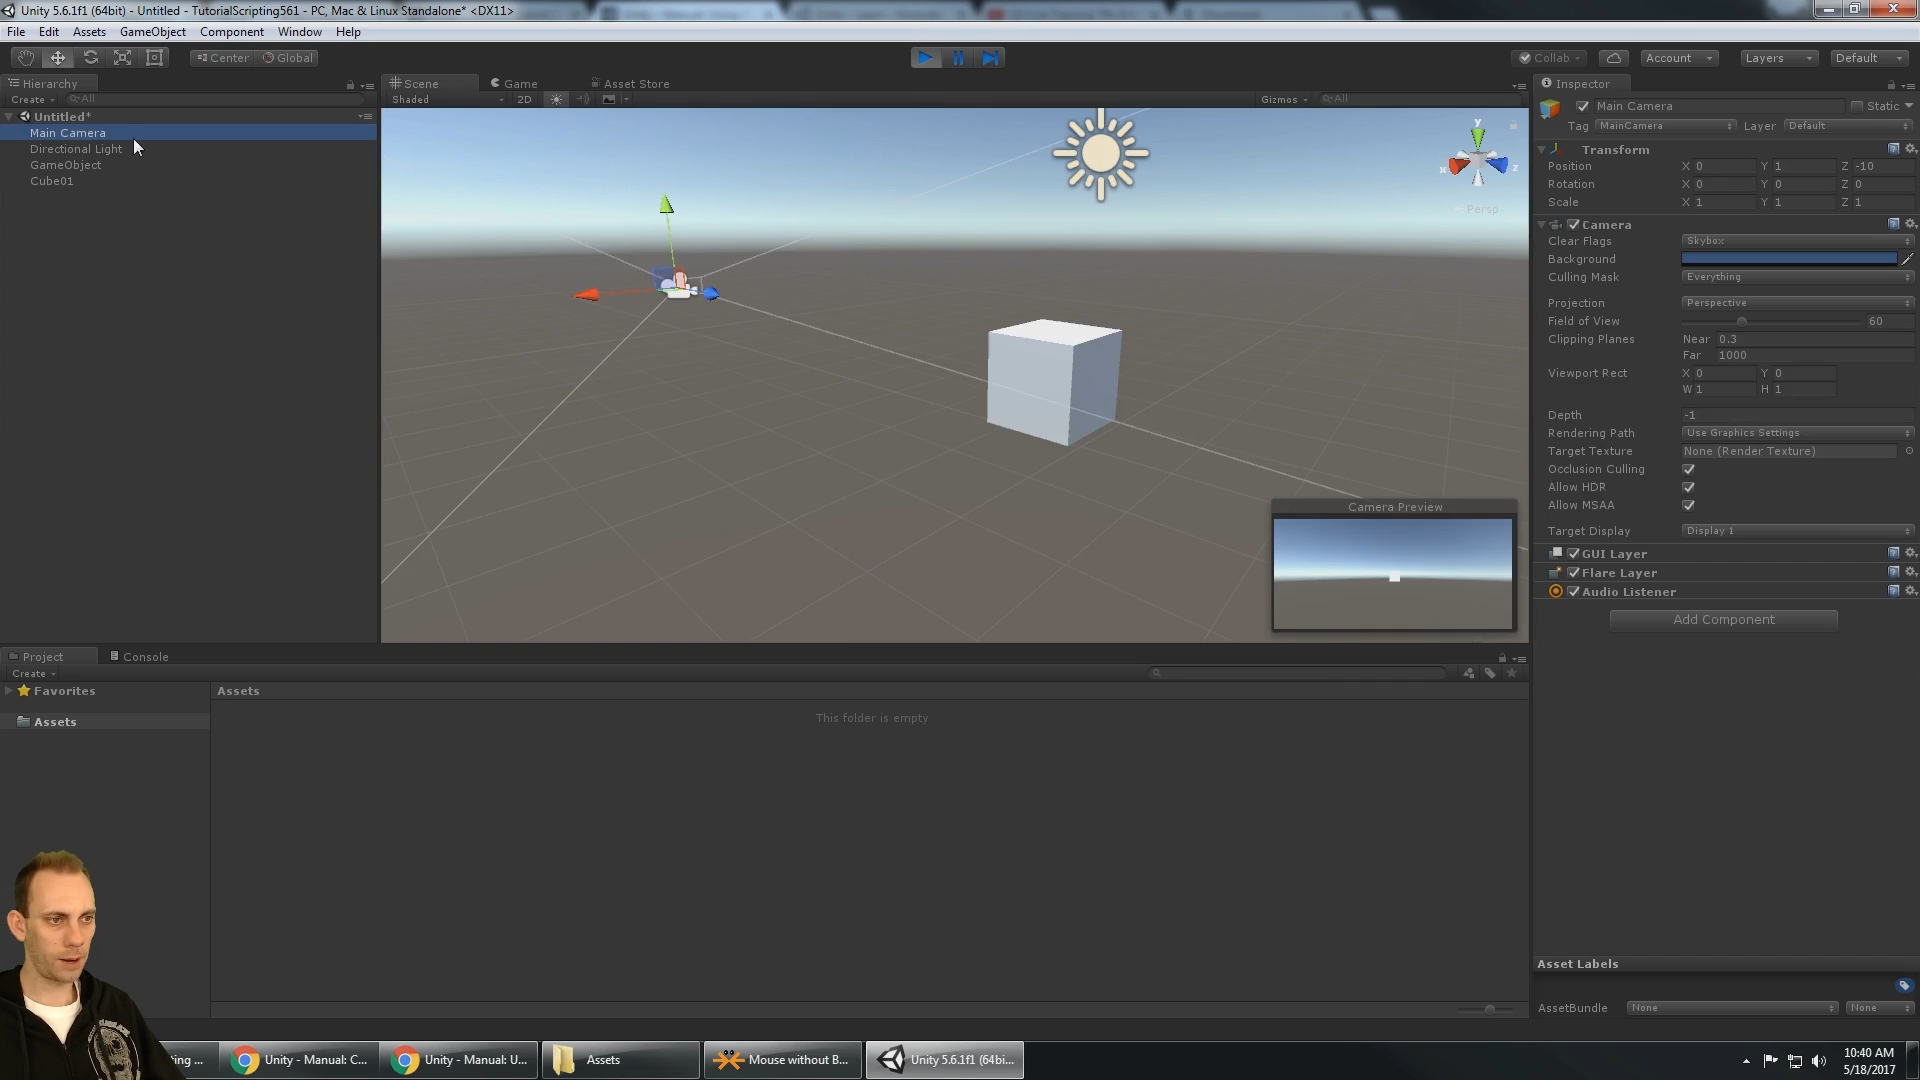 Unity 5.6.1f1 (64bit) - Untitled - TutorialScripting561 - PC, Mac & Linux Standalone* <DX11>
File Edit Assets GameObject Component Window Help
Center Global Collab Account Layers Default
Hierarchy
Create All
Untitled*
Main Camera
Directional Light
GameObject
Cube01
Scene Game Asset Store
Shaded 2D Gizmos All
y
x z
Persp
Camera Preview
Inspector
Main Camera Static
Tag MainCamera Layer Default
Transform
Position X 0 Y 1 Z -10
Rotation X 0 Y 0 Z 0
Scale X 1 Y 1 Z 1
Camera
Clear Flags Skybox
Background
Culling Mask Everything
Projection Perspective
Field of View 60
Clipping Planes Near 0.3
Far 1000
Viewport Rect X 0 Y 0
W 1 H 1
Depth -1
Rendering Path Use Graphics Settings
Target Texture None (Render Texture)
Occlusion Culling
Allow HDR
Allow MSAA
Target Display Display 1
GUI Layer
Flare Layer
Audio Listener
Add Component
Project Console
Create
Favorites
Assets
Assets
This folder is empty
Asset Labels
AssetBundle None None
ting ... Unity - Manual: C... Unity - Manual: U... Assets Mouse without B... Unity 5.6.1f1 (64bi...
10:40 AM
5/18/2017